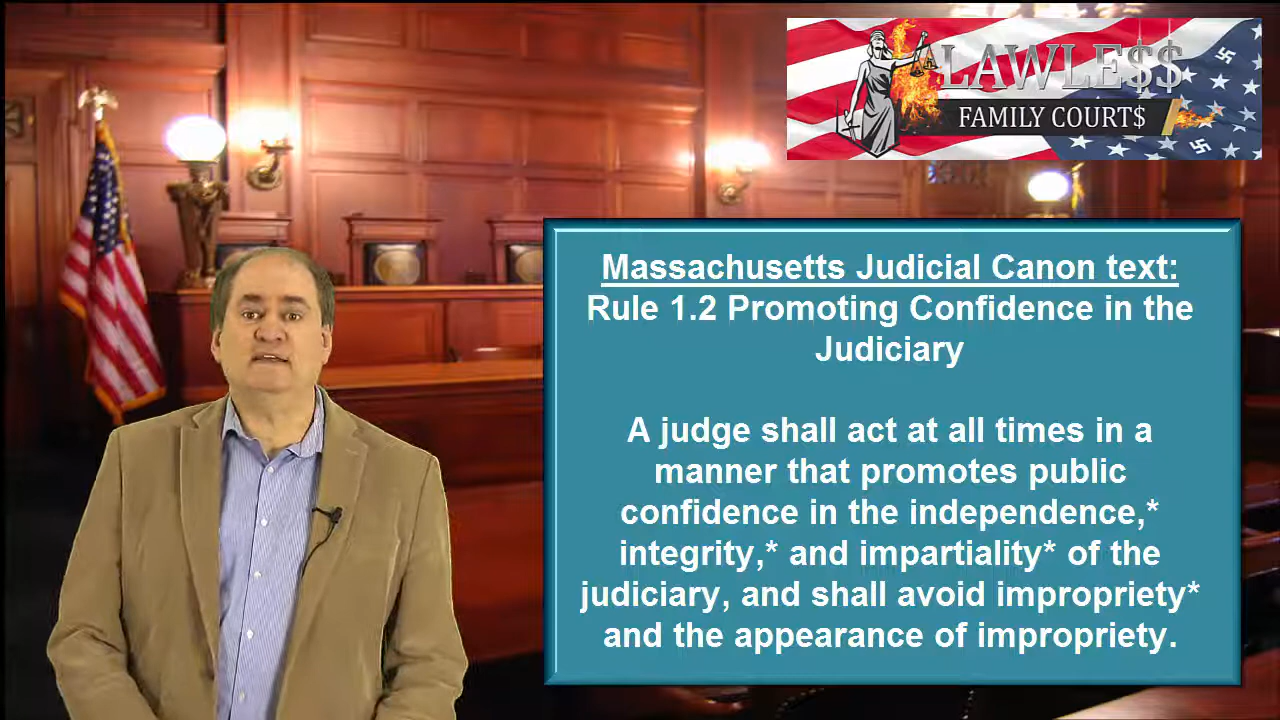 LAWLE$$
FAMILY COURT$
Massachusetts Judicial Canon text:
Rule 1.2 Promoting Confidence in the
Judiciary
A judge shall act at all times in a
manner that promotes public
confidence in the independence,*
integrity,* and impartiality* of the
judiciary, and shall avoid impropriety*
and the appearance of impropriety.